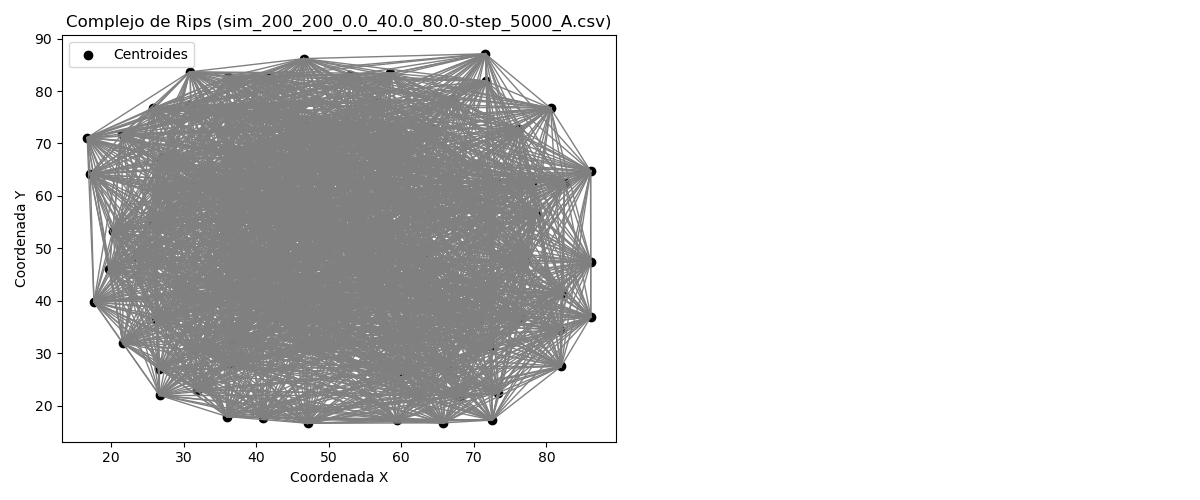 Complejo de Rips (sim_200_200_0.0_40.0_80.0-step_5000_A.csv)
Centroides
90
80
70
60
50
40
30
20
Coordenada Y
20 30 40 50 60 70 80
Coordenada X